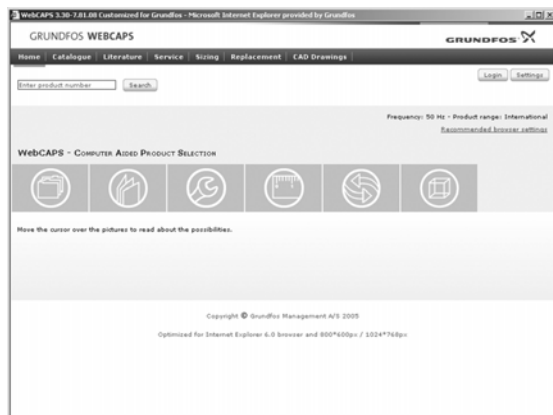 WebCAPS 3.30-7.01.08 Customized for Grundfos - Microsoft Internet Explorer provided by Grundfos
GRUNDFOS WEBCAPS
GRUNDFOS
Home Catalogue Literature Service Sizing Replacement CAD Drawings
Enter product number Search Login Settings
Frequency: 50 Hz - Product range: International
Recommended browser settings
WebCAPS - Computer Aided Product Selection
Move the cursor over the pictures to read about the possibilities.
Copyright © Grundfos Management A/S 2005
Optimized for Internet Explorer 6.0 browser and 800*600px / 1024*768px